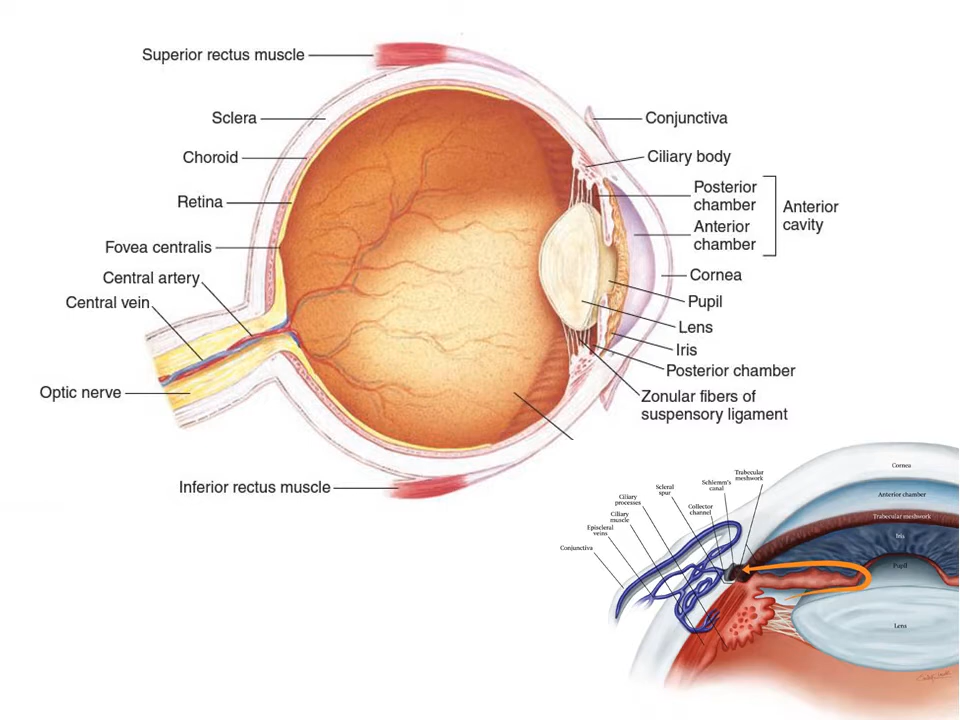 Superior rectus muscle
Sclera
Choroid
Retina
Fovea centralis
Central artery
Central vein
Optic nerve
Inferior rectus muscle
Conjunctiva
Ciliary body
Posterior
chamber
Anterior
chamber
Anterior
cavity
Cornea
Pupil
Lens
Iris
Posterior chamber
Zonular fibers of
suspensory ligament
Trabecular
meshwork
Schlemm's
canal
Scleral
spur
Ciliary
processes
Collector
channel
Ciliary
muscle
Episcleral
veins
Conjunctiva
Cornea
Anterior chamber
Trabecular meshwork
Iris
Pupil
Lens